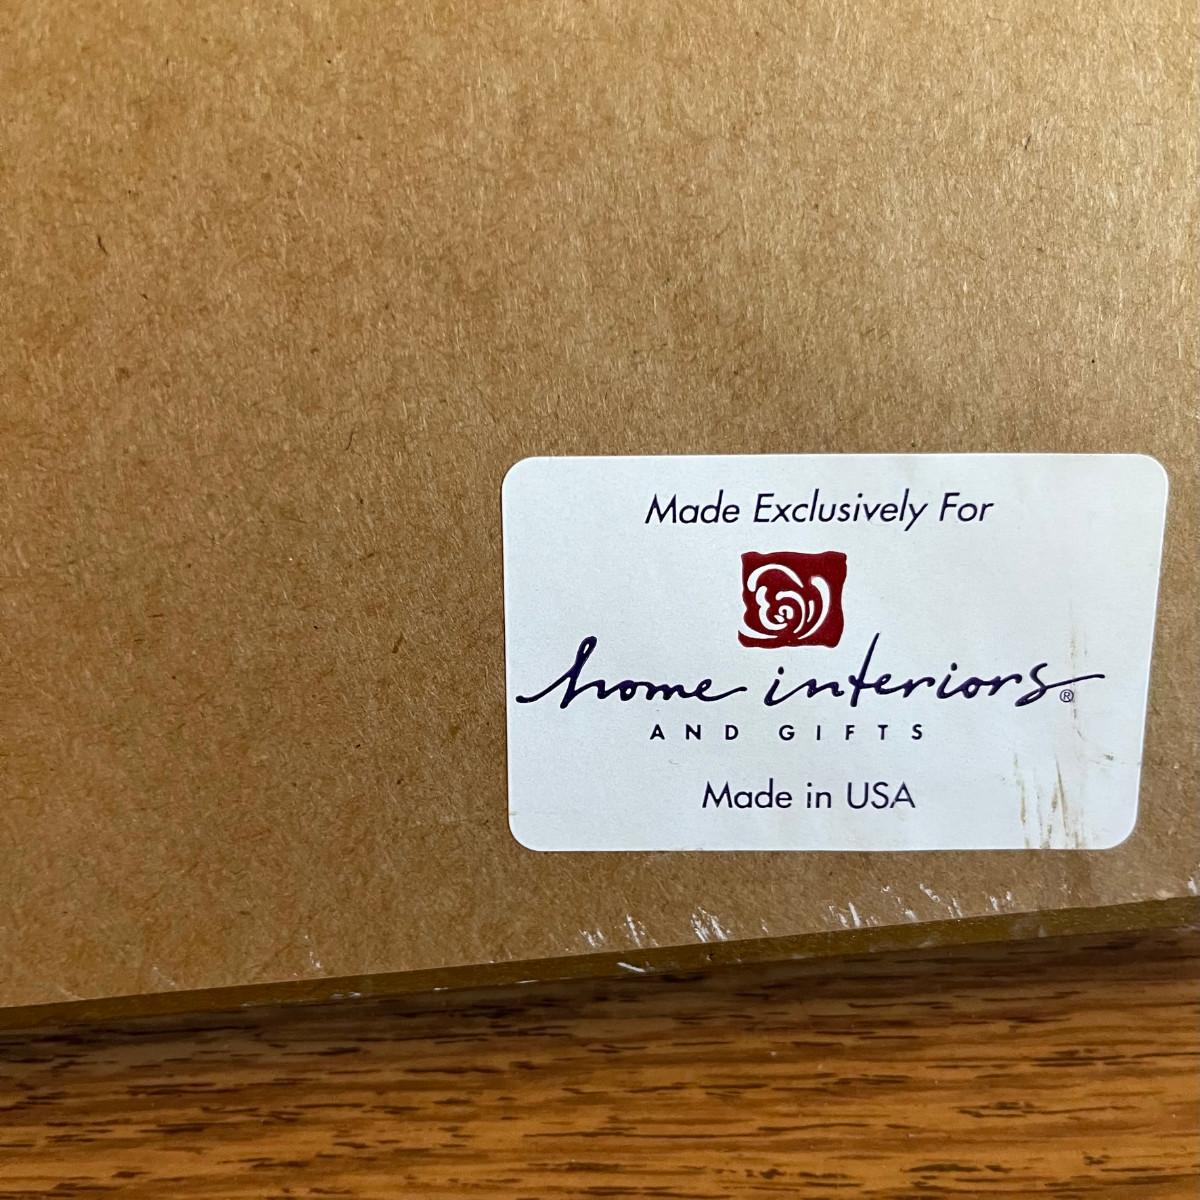 Made Exclusively For
home interiors®
AND GIFTS
Made in USA